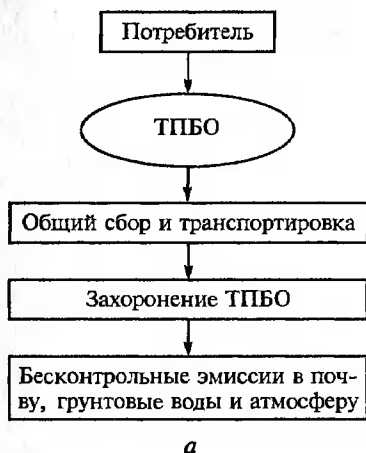 Потребитель
ТПБО
Общий сбор и транспортировка
Захоронение ТПБО
Бесконтрольные эмиссии в поч-
ву, грунтовые воды и атмосферу
а